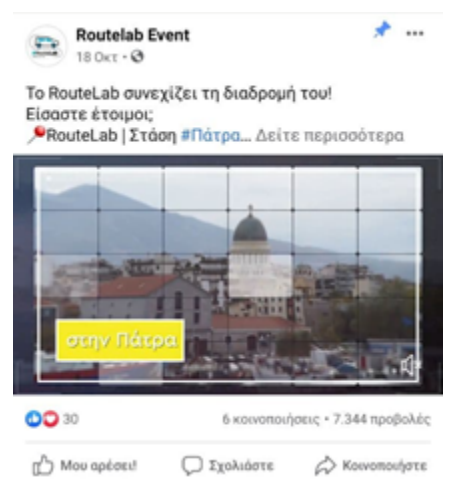 Routelab Event
18 Οκτ ·
Το RouteLab συνεχίζει τη διαδρομή του!
Είσαστε έτοιμοι;
📍RouteLab | Στάση #Πάτρα... Δείτε περισσότερα
στην Πάτρα
30
6 κοινοποιήσεις • 7.344 προβολές
Μου αρέσει!
Σχολιάστε
Κοινοποιήστε